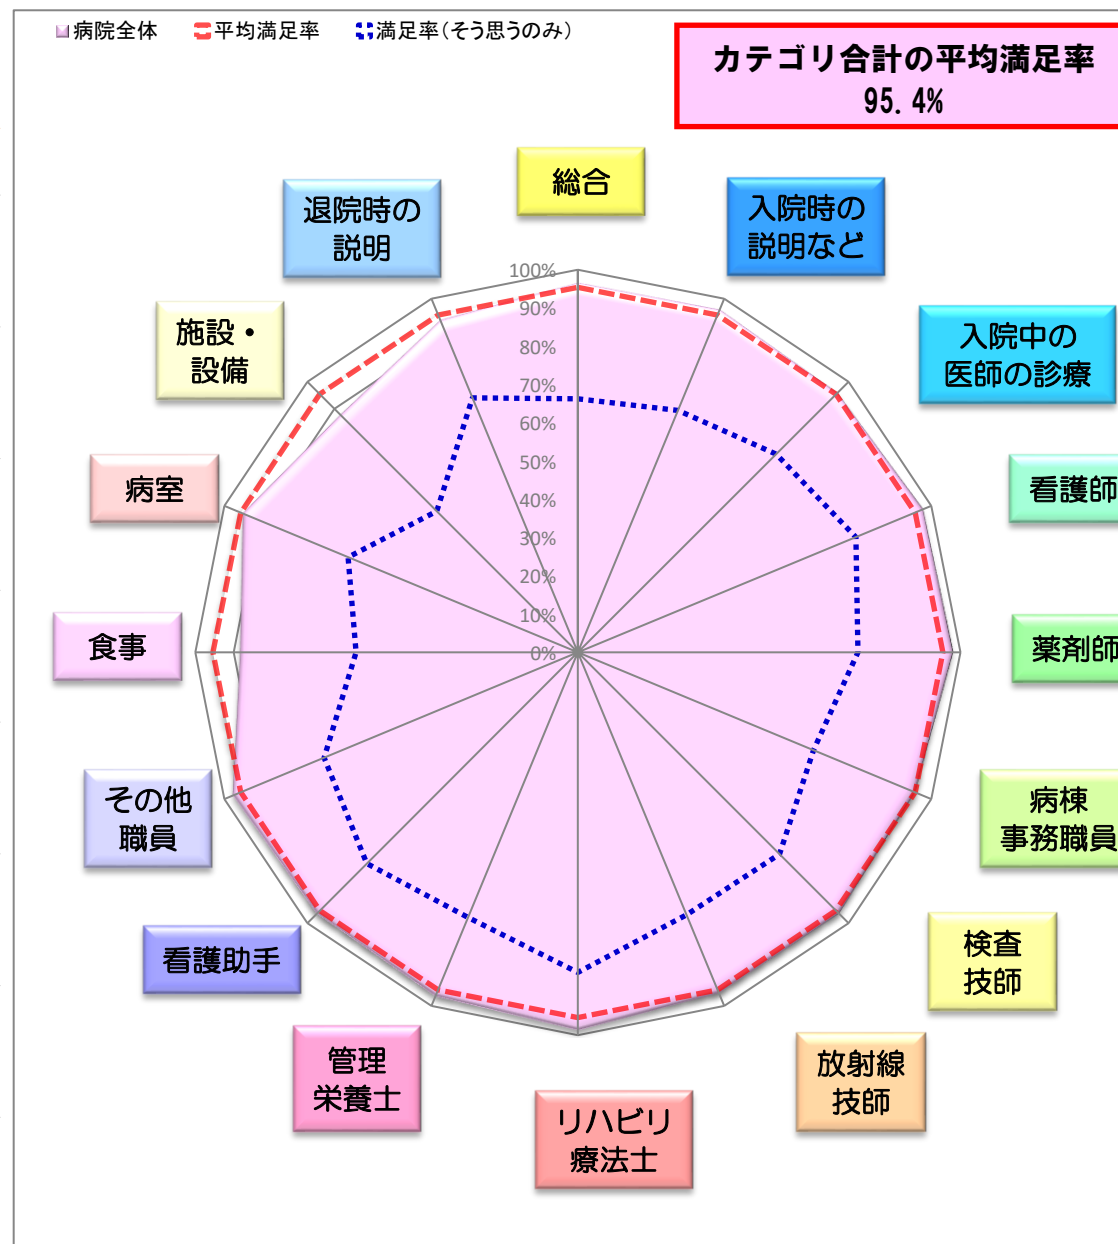 病院全体 平均満足率 満足率(そう思うのみ)
カテゴリ合計の平均満足率
95.4%
総合
入院時の
説明など
入院中の
医師の診療
看護師
薬剤師
病棟
事務職員
検査
技師
放射線
技師
リハビリ
療法士
管理
栄養士
看護助手
その他
職員
食事
病室
施設・
設備
退院時の
説明
100%
90%
80%
70%
60%
50%
40%
30%
20%
10%
0%